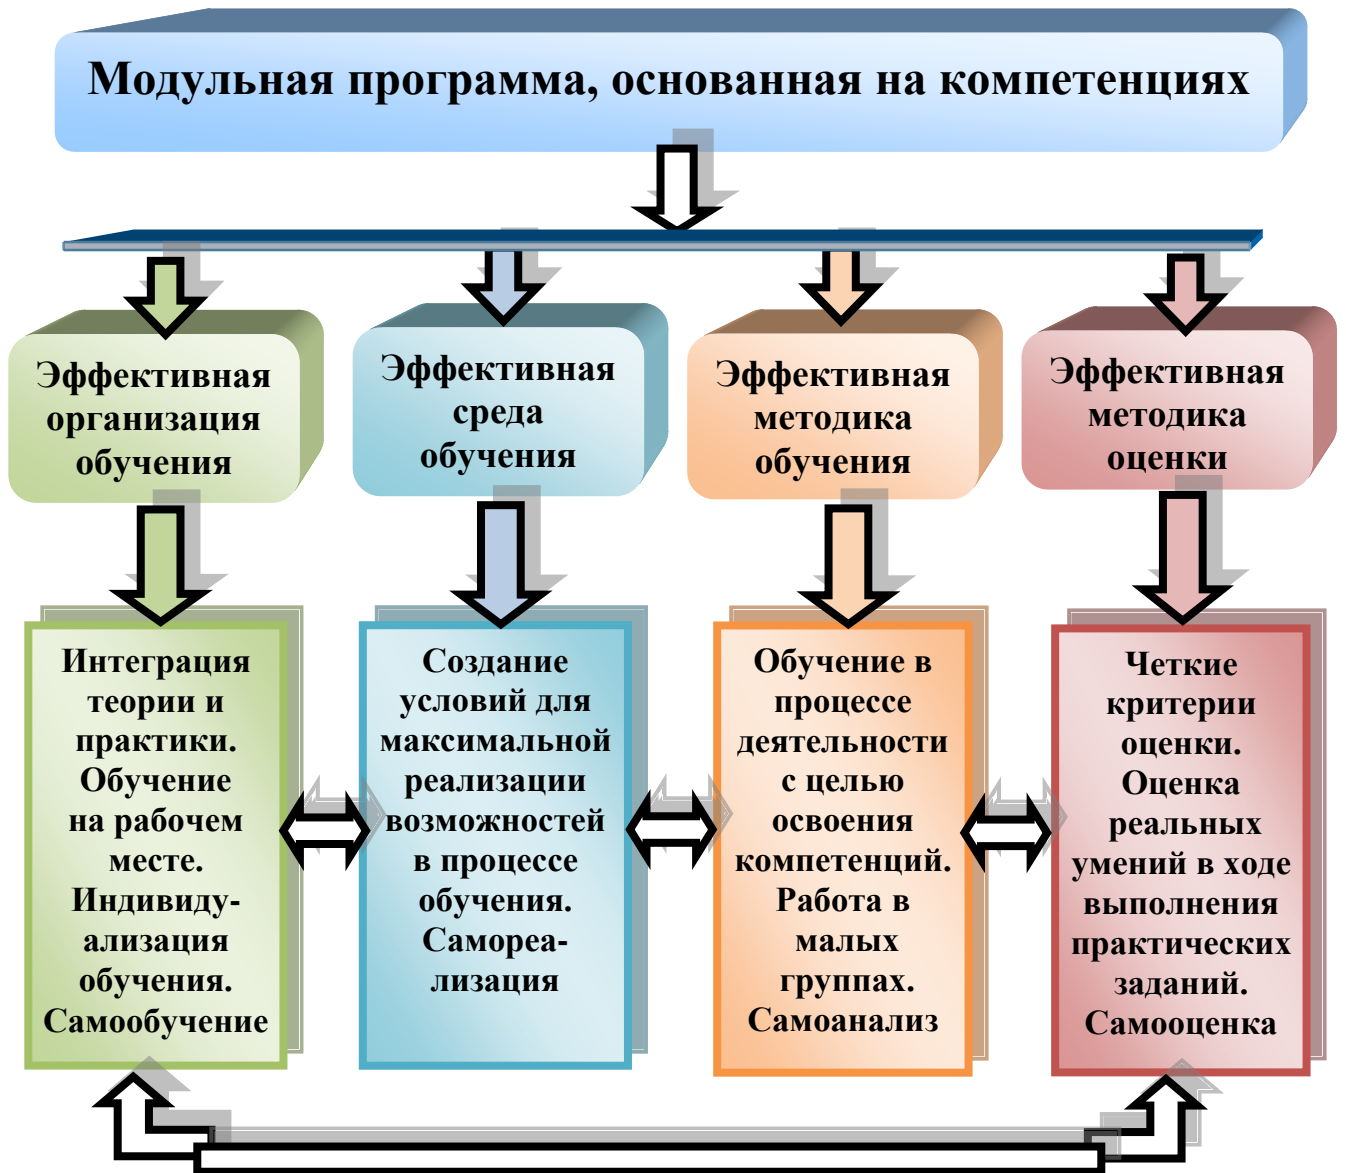 Модульная программа, основанная на компетенциях
Эффективная
организация
обучения
Эффективная
среда
обучения
Эффективная
методика
обучения
Эффективная
методика
оценки
Интеграция
теории и
практики.
Обучение
на рабочем
месте.
Индивиду-
ализация
обучения.
Самообучение
Создание
условий для
максимальной
реализации
возможностей
в процессе
обучения.
Самореа-
лизация
Обучение в
процессе
деятельности
с целью
освоения
компетенций.
Работа в
малых
группах.
Самоанализ
Четкие
критерии
оценки.
Оценка
реальных
умений в ходе
выполнения
практических
заданий.
Самооценка